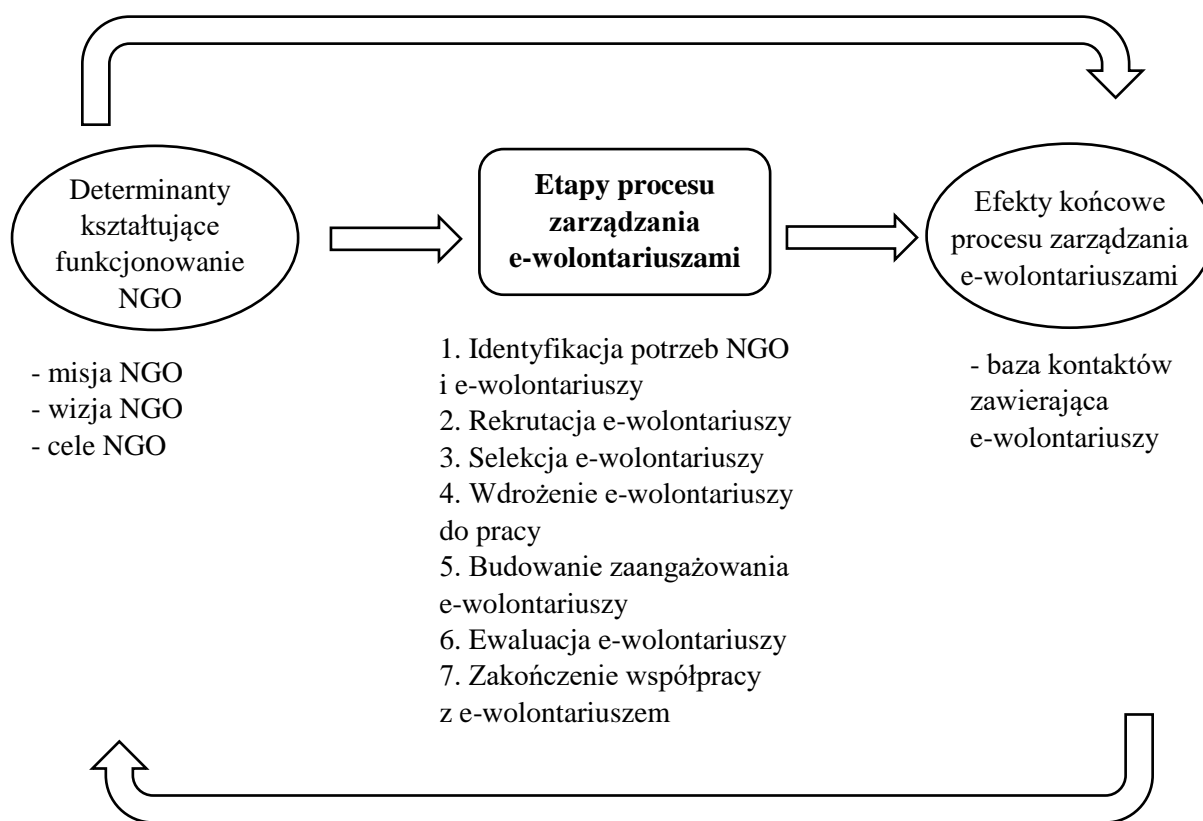 Determinanty
kształtujące
funkcjonowanie
NGO
- misja NGO
- wizja NGO
- cele NGO
Etapy procesu
zarządzania
e-wolontariuszami
1. Identyfikacja potrzeb NGO
i e-wolontariuszy
2. Rekrutacja e-wolontariuszy
3. Selekcja e-wolontariuszy
4. Wdrożenie e-wolontariuszy
do pracy
5. Budowanie zaangażowania
e-wolontariuszy
6. Ewaluacja e-wolontariuszy
7. Zakończenie współpracy
z e-wolontariuszem
Efekty końcowe
procesu zarządzania
e-wolontariuszami
- baza kontaktów
zawierająca
e-wolontariuszy